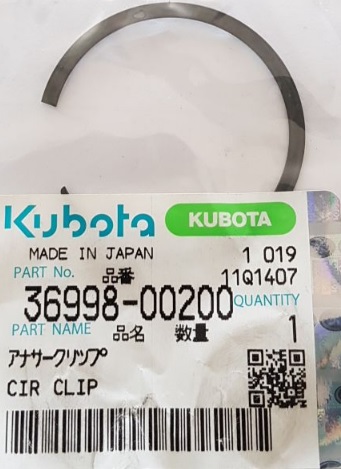 Kubota KUBOTA
MADE IN JAPAN 1 019
PART No. 品番 11Q1407
36998-00200 QUANTITY
PART NAME 品名 数量 1
アナサークリップ
CIR CLIP